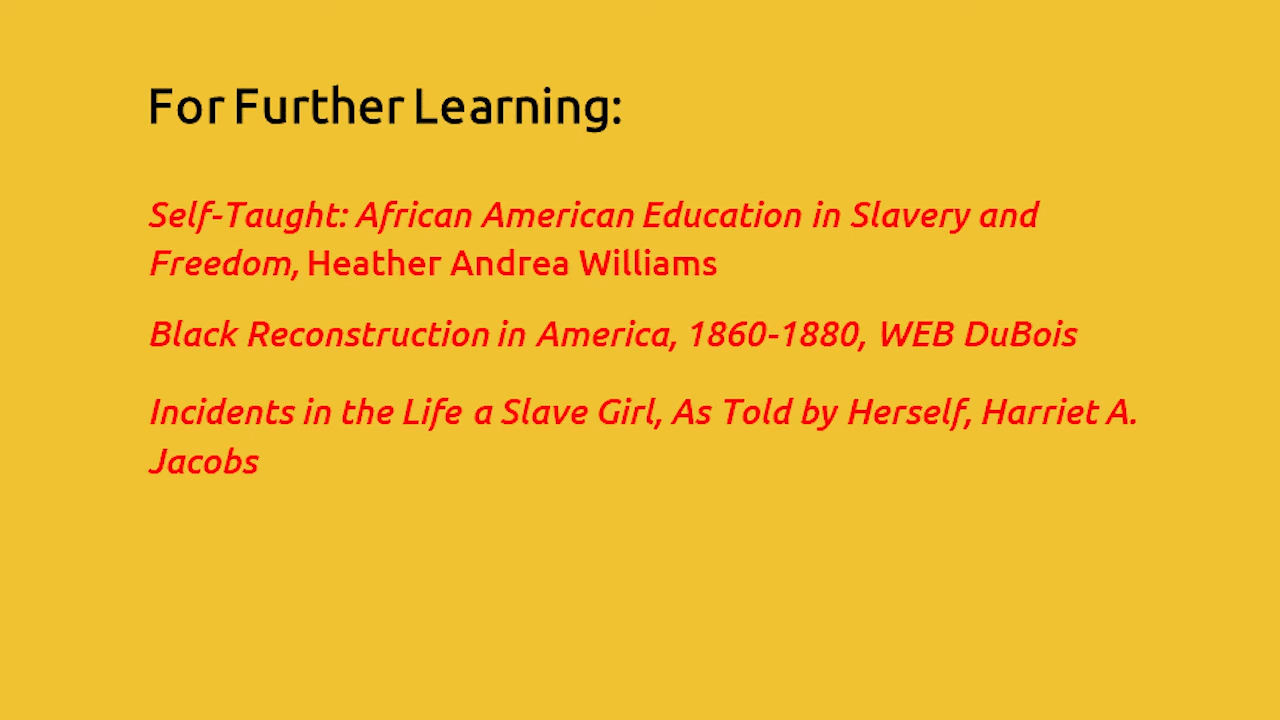 For Further Learning:
Self-Taught: African American Education in Slavery and
Freedom, Heather Andrea Williams
Black Reconstruction in America, 1860-1880, WEB DuBois
Incidents in the Life a Slave Girl, As Told by Herself, Harriet A.
Jacobs